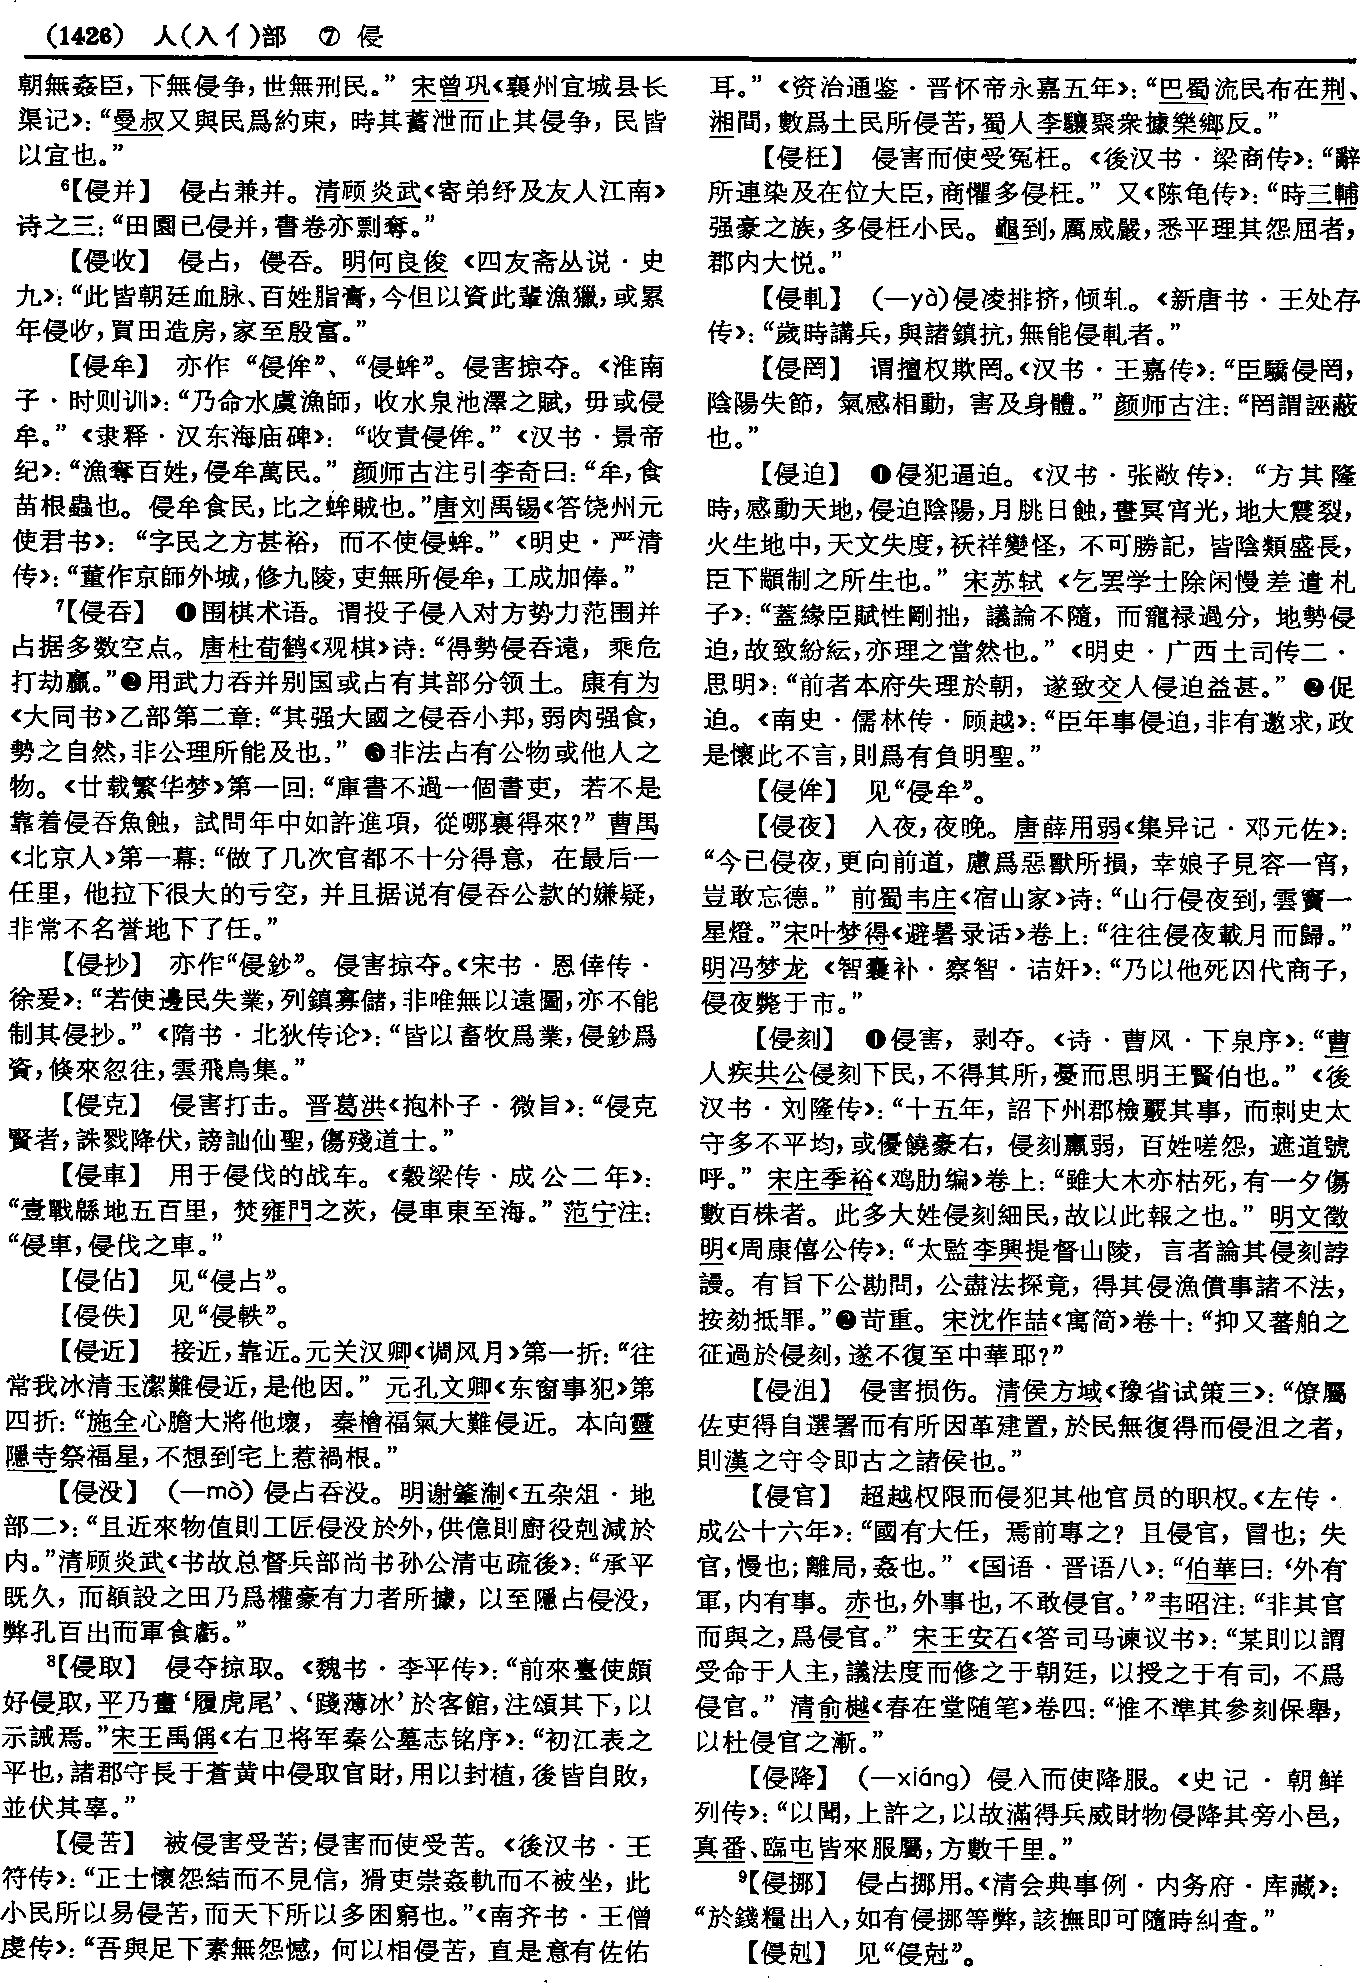 (1426)　人(入亻)部　⑦　侵
朝無姦臣，下無侵争，世無刑民。” 宋曾巩《襄州宜城县长
渠记》：“曼叔又與民爲約束，時其蓄泄而止其侵争，民皆
以宜也。”
⁶【侵并】　侵占兼并。清顾炎武《寄弟纾及友人江南》
诗之三：“田園已侵并，書卷亦剽奪。”
【侵收】　侵占，侵吞。明何良俊《四友斋丛说·史
九》：“此皆朝廷血脉、百姓脂膏，今但以資此輩漁獵，或累
年侵收，買田造房，家至殷富。”
【侵牟】　亦作“侵侔”、“侵蛑”。侵害掠夺。《淮南
子·时则训》：“乃命水虞漁師，收水泉池澤之賦，毋或侵
牟。”《隶释·汉东海庙碑》：“收責侵侔。”《汉书·景帝
纪》：“漁奪百姓，侵牟萬民。” 颜师古注引李奇曰：“牟，食
苗根蟲也。侵牟食民，比之蛑賊也。”唐刘禹锡《答饶州元
使君书》：“字民之方甚裕，而不使侵蛑。”《明史·严清
传》：“董作京師外城，修九陵，吏無所侵牟，工成加俸。”
⁷【侵吞】　❶围棋术语。谓投子侵入对方势力范围并
占据多数空点。唐杜荀鹤《观棋》诗：“得勢侵吞遠，乘危
打劫贏。”❷用武力吞并别国或占有其部分领土。康有为
《大同书》乙部第二章：“其强大國之侵吞小邦，弱肉强食，
勢之自然，非公理所能及也。” ❸非法占有公物或他人之
物。《廿载繁华梦》第一回：“庫書不過一個書吏，若不是
靠着侵吞魚蝕，試問年中如許進項，從哪裏得來？” 曹禺
《北京人》第一幕：“做了几次官都不十分得意，在最后一
任里，他拉下很大的亏空，并且据说有侵吞公款的嫌疑，
非常不名誉地下了任。”
【侵抄】　亦作“侵鈔”。侵害掠夺。《宋书·恩倖传·
徐爰》：“若使邊民失業，列鎮寡儲，非唯無以遠圖，亦不能
制其侵抄。”《隋书·北狄传论》：“皆以畜牧爲業，侵鈔爲
資，倏來忽往，雲飛鳥集。”
【侵克】　侵害打击。晋葛洪《抱朴子·微旨》：“侵克
賢者，誅戮降伏，謗訕仙聖，傷殘道士。”
【侵車】　用于侵伐的战车。《穀梁传·成公二年》：
“壹戰緜地五百里，焚雍門之茨，侵車東至海。” 范宁注：
“侵車，侵伐之車。”
【侵佔】　见“侵占”。
【侵佚】　见“侵軼”。
【侵近】　接近，靠近。元关汉卿《调风月》第一折：“往
常我冰清玉潔難侵近，是他因。” 元孔文卿《东窗事犯》第
四折：“施全心膽大將他壞，秦檜福氣大難侵近。本向靈
隱寺祭福星，不想到宅上惹禍根。”
【侵没】　(—mò) 侵占吞没。明谢肇淛《五杂俎·地
部二》：“且近來物值則工匠侵没於外，供億則廚役剋減於
内。”清顾炎武《书故总督兵部尚书孙公清屯疏後》：“承平
既久，而額設之田乃爲權豪有力者所據，以至隱占侵没，
弊孔百出而軍食虧。”
⁸【侵取】　侵夺掠取。《魏书·李平传》：“前來臺使頗
好侵取，平乃畫‘履虎尾’、‘踐薄冰’於客館，注頌其下，以
示誡焉。”宋王禹偁《右卫将军秦公墓志铭序》：“初江表之
平也，諸郡守長于蒼黄中侵取官財，用以封植，後皆自敗，
並伏其辜。”
【侵苦】　被侵害受苦；侵害而使受苦。《後汉书·王
符传》：“正士懷怨結而不見信，猾吏崇姦軌而不被坐，此
小民所以易侵苦，而天下所以多困窮也。”《南齐书·王僧
虔传》：“吾與足下素無怨憾，何以相侵苦，直是意有佐佑
耳。”《资治通鉴·晋怀帝永嘉五年》：“巴蜀流民布在荆、
湘間，數爲土民所侵苦，蜀人李驤聚衆據樂鄉反。”
【侵枉】　侵害而使受冤枉。《後汉书·梁商传》：“辭
所連染及在位大臣，商懼多侵枉。” 又《陈龟传》：“時三輔
强豪之族，多侵枉小民。龜到，厲威嚴，悉平理其怨屈者，
郡内大悦。”
【侵軋】　(—yà)侵凌排挤，倾轧。《新唐书·王处存
传》：“歲時講兵，與諸鎮抗，無能侵軋者。”
【侵罔】　谓擅权欺罔。《汉书·王嘉传》：“臣驕侵罔，
陰陽失節，氣感相動，害及身體。” 颜师古注：“罔謂誣蔽
也。”
【侵迫】　❶侵犯逼迫。《汉书·张敞传》：“方其隆
時，感動天地，侵迫陰陽，月朓日蝕，晝冥宵光，地大震裂，
火生地中，天文失度，祅祥變怪，不可勝記，皆陰類盛長，
臣下顓制之所生也。” 宋苏轼《乞罢学士除闲慢差遣札
子》：“蓋緣臣賦性剛拙，議論不隨，而寵禄過分，地勢侵
迫，故致紛紜，亦理之當然也。”《明史·广西土司传二·
思明》：“前者本府失理於朝，遂致交人侵迫益甚。” ❷促
迫。《南史·儒林传·顾越》：“臣年事侵迫，非有邀求，政
是懷此不言，則爲有負明聖。”
【侵侔】　见“侵牟”。
【侵夜】　入夜，夜晚。唐薛用弱《集异记·邓元佐》：
“今已侵夜，更向前道，慮爲惡獸所損，幸娘子見容一宵，
豈敢忘德。” 前蜀韦庄《宿山家》诗：“山行侵夜到，雲竇一
星燈。”宋叶梦得《避暑录话》卷上：“往往侵夜載月而歸。”
明冯梦龙《智囊补·察智·诘奸》：“乃以他死囚代商子，
侵夜斃于市。”
【侵刻】　❶侵害，剥夺。《诗·曹风·下泉序》：“曹
人疾共公侵刻下民，不得其所，憂而思明王賢伯也。”《後
汉书·刘隆传》：“十五年，詔下州郡檢覈其事，而刺史太
守多不平均，或優饒豪右，侵刻羸弱，百姓嗟怨，遮道號
呼。” 宋庄季裕《鸡肋编》卷上：“雖大木亦枯死，有一夕傷
數百株者。此多大姓侵刻細民，故以此報之也。” 明文徵
明《周康僖公传》：“太監李興提督山陵，言者論其侵刻諄
謾。有旨下公勘問，公盡法探竟，得其侵漁僨事諸不法，
按劾抵罪。”❷苛重。宋沈作喆《寓简》卷十：“抑又蕃舶之
征過於侵刻，遂不復至中華耶？”
【侵沮】　侵害损伤。清侯方域《豫省试策三》：“僚屬
佐吏得自選署而有所因革建置，於民無復得而侵沮之者，
則漢之守令即古之諸侯也。”
【侵官】　超越权限而侵犯其他官员的职权。《左传·
成公十六年》：“國有大任，焉前專之？且侵官，冒也；失
官，慢也；離局，姦也。”《国语·晋语八》：“伯華曰：‘外有
軍，内有事。赤也，外事也，不敢侵官。’”韦昭注：“非其官
而與之，爲侵官。” 宋王安石《答司马谏议书》：“某則以謂
受命于人主，議法度而修之于朝廷，以授之于有司，不爲
侵官。” 清俞樾《春在堂随笔》卷四：“惟不準其參刻保舉，
以杜侵官之漸。”
【侵降】　(—xiáng) 侵入而使降服。《史记·朝鲜
列传》：“以聞，上許之，以故滿得兵威財物侵降其旁小邑，
真番、臨屯皆來服屬，方數千里。”
⁹【侵挪】　侵占挪用。《清会典事例·内务府·库藏》：
“於錢糧出入，如有侵挪等弊，該撫即可隨時糾查。”
【侵剋】　见“侵尅”。